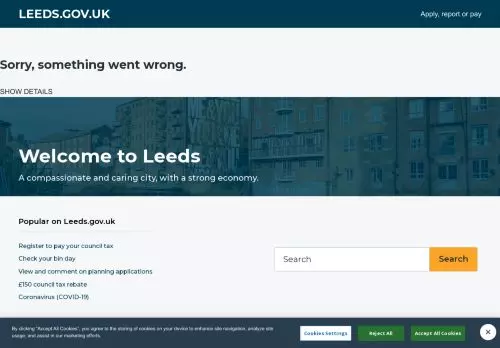 LEEDS.GOV.UK
Apply, report or pay
Sorry, something went wrong.
SHOW DETAILS
Welcome to Leeds
A compassionate and caring city, with a strong economy.
Popular on Leeds.gov.uk
Register to pay your council tax
Check your bin day
View and comment on planning applications
£150 council tax rebate
Coronavirus (COVID-19)
Search
Search
By clicking "Accept All Cookies", you agree to the storing of cookies on your device to enhance site navigation, analyze site
usage, and assist in our marketing efforts.
Cookies Settings
Reject All
Accept All Cookies